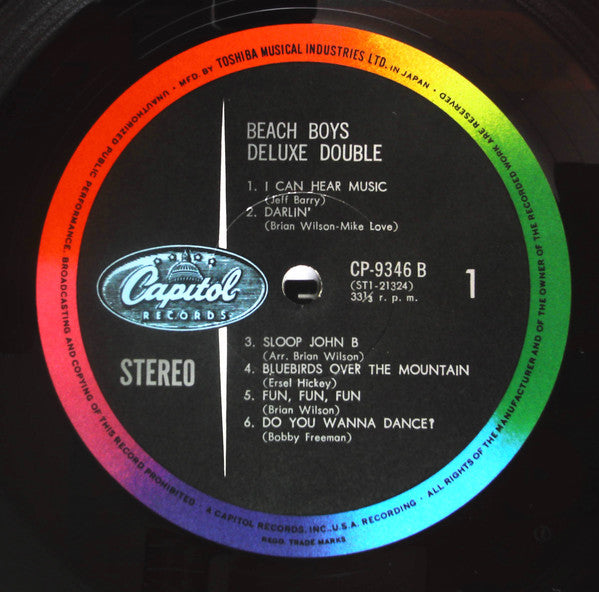 MFD. BY TOSHIBA MUSICAL INDUSTRIES LTD. IN JAPAN • ALL RIGHTS OF THE MANUFACTURER AND OF THE OWNER OF THE RECORDED WORK ARE RESERVED
UNAUTHORIZED PUBLIC PERFORMANCE, BROADCASTING AND COPYING OF THIS RECORD PROHIBITED •
BEACH BOYS
DELUXE DOUBLE
1. I CAN HEAR MUSIC
(Jeff Barry)
2. DARLIN'
(Brian Wilson-Mike Love)
Capitol
RECORDS
CP-9346 B
(ST1-21324)
33⅓ r. p. m.
1
STEREO
3. SLOOP JOHN B
(Arr. Brian Wilson)
4. BLUEBIRDS OVER THE MOUNTAIN
(Ersel Hickey)
5. FUN, FUN, FUN
(Brian Wilson)
6. DO YOU WANNA DANCE?
(Bobby Freeman)
A CAPITOL RECORDS, INC., U.S.A. RECORDING
REGD. TRADE MARKS